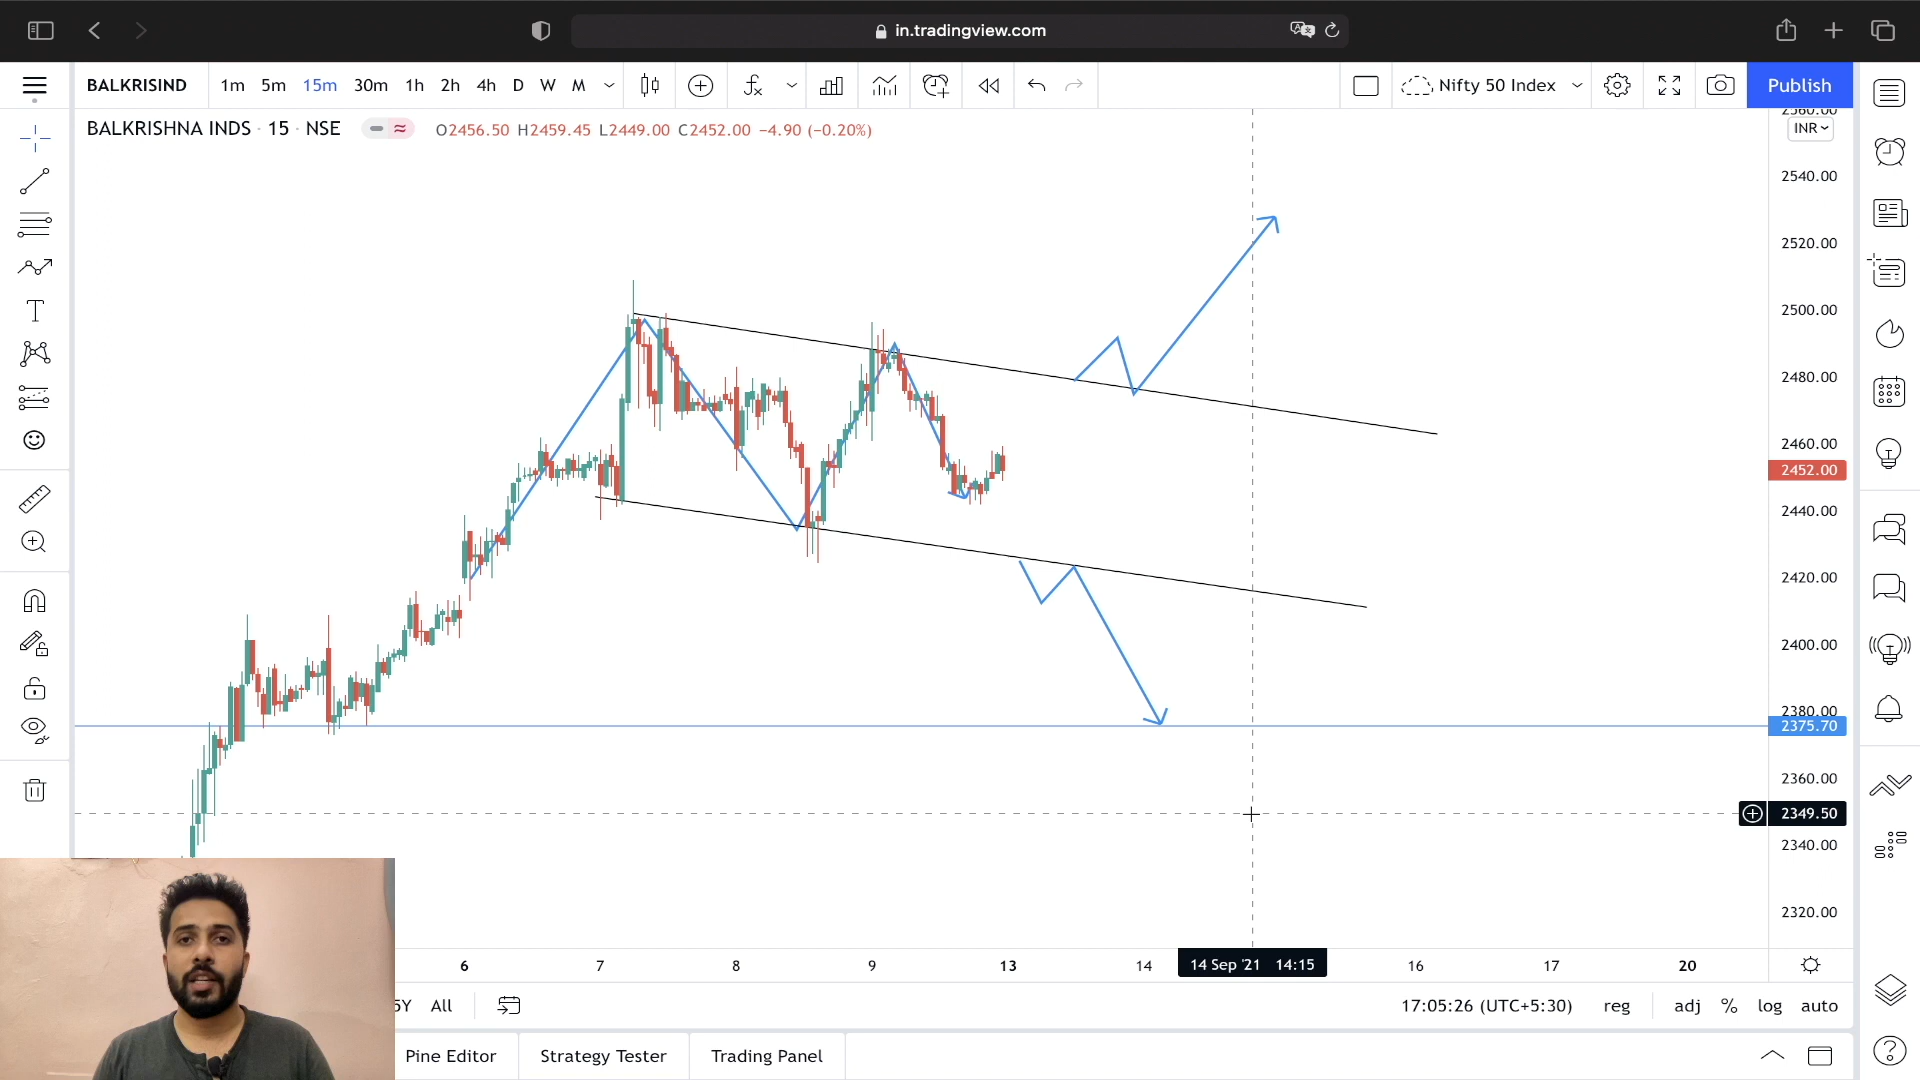 in.tradingview.com
BALKRISIND 1m 5m 15m 30m 1h 2h 4h D W M Nifty 50 Index Publish
BALKRISHNA INDS · 15 · NSE O2456.50 H2459.45 L2449.00 C2452.00 −4.90 (−0.20%)
2560.00
INR
2540.00
2520.00
2500.00
2480.00
2460.00
2452.00
2440.00
2420.00
2400.00
2380.00
2375.70
2360.00
2349.50
2340.00
2320.00
6 7 8 9 13 14 14 Sep '21 14:15 16 17 20
5Y All 17:05:26 (UTC+5:30) reg adj % log auto
Pine Editor Strategy Tester Trading Panel